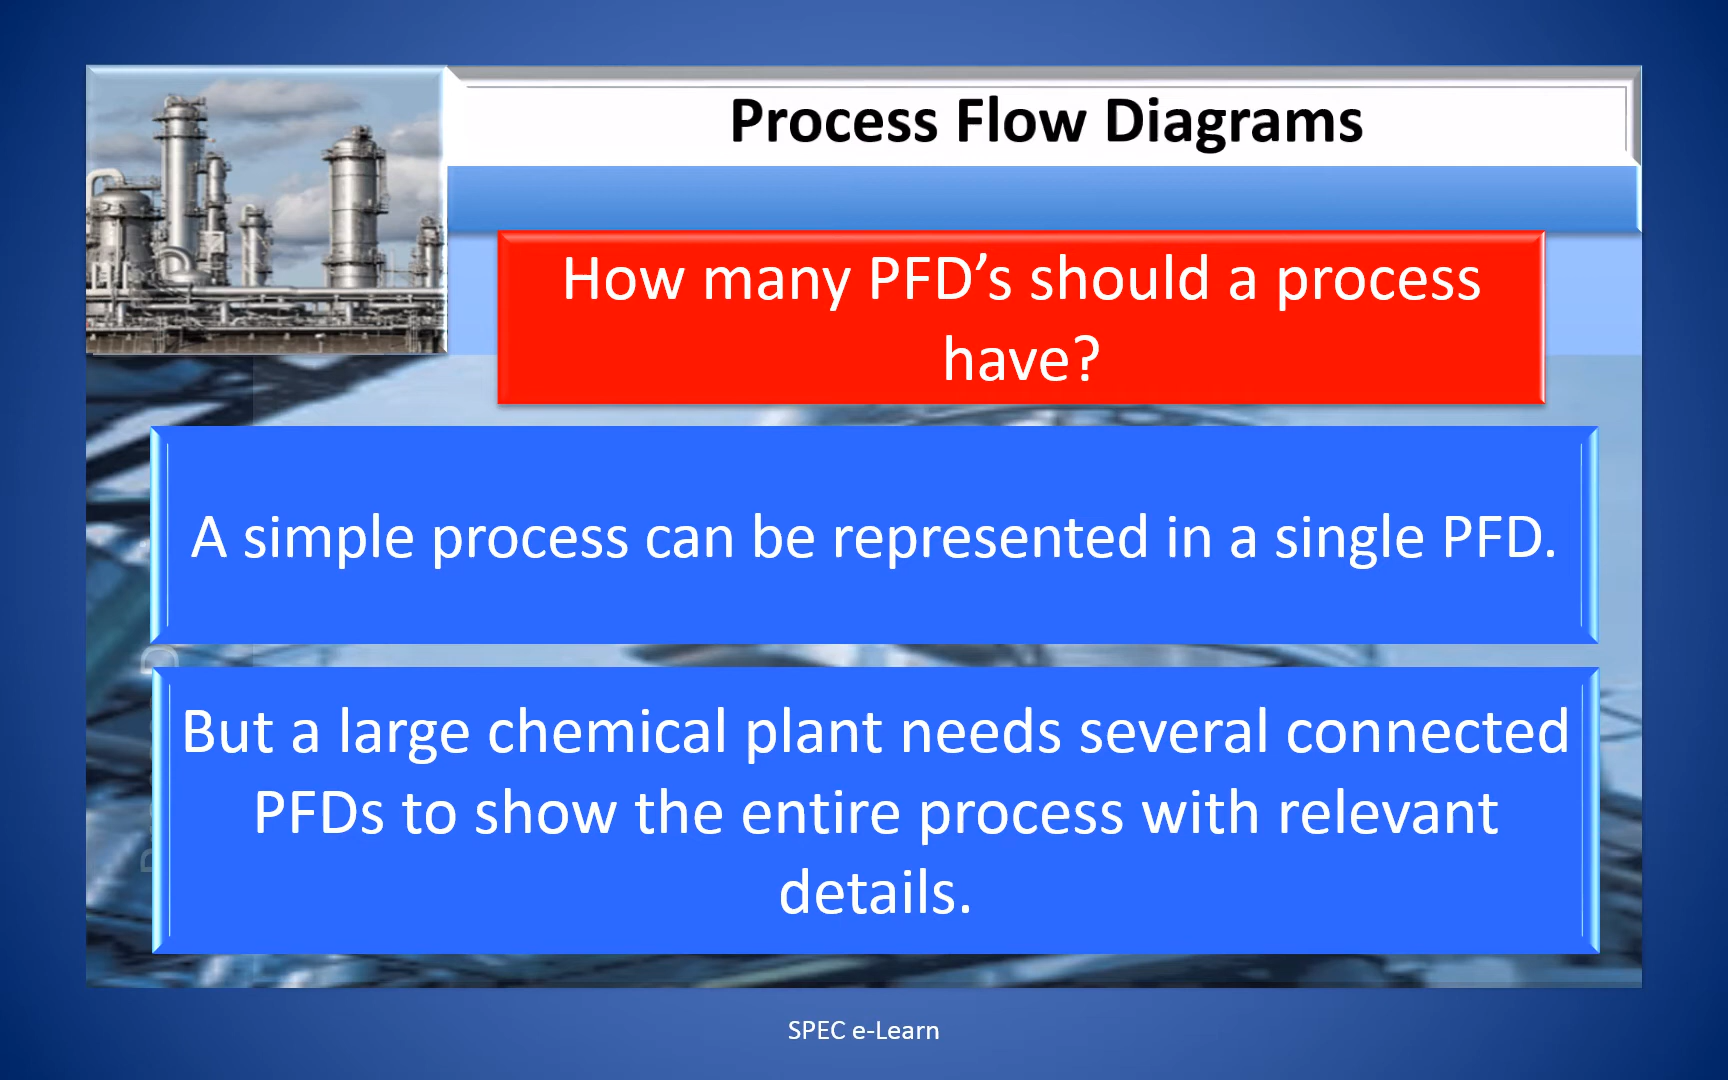 Process Flow Diagrams
How many PFD’s should a process
have?
A simple process can be represented in a single PFD.
But a large chemical plant needs several connected
PFDs to show the entire process with relevant
details.
SPEC e-Learn